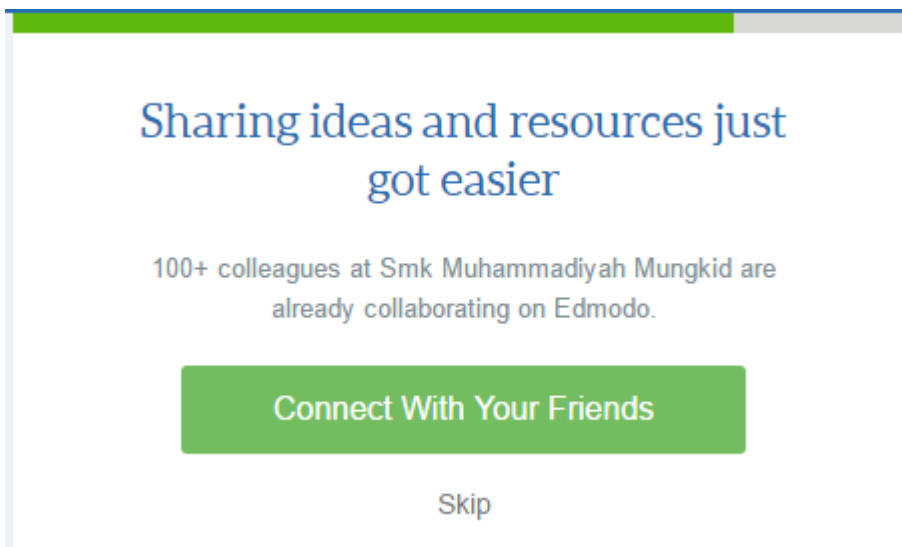 Sharing ideas and resources just
got easier
100+ colleagues at Smk Muhammadiyah Mungkid are
already collaborating on Edmodo.
Connect With Your Friends
Skip